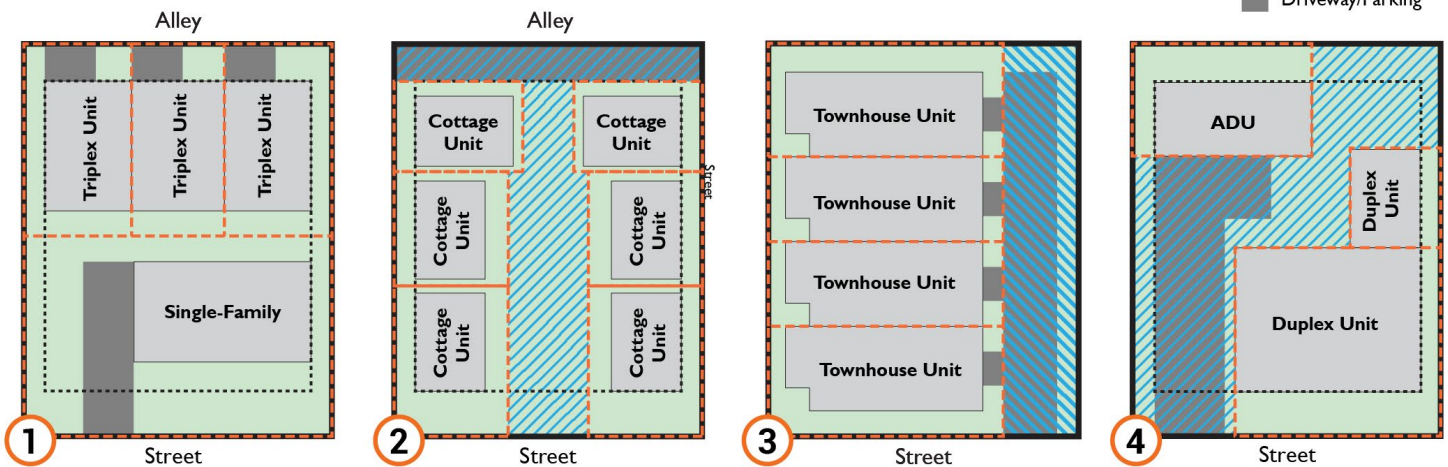 Driveway/Parking
Alley
Triplex Unit
Triplex Unit
Triplex Unit
Single-Family
1
Street
Alley
Cottage
Unit
Cottage
Unit
Street
Cottage
Unit
Cottage
Unit
Cottage
Unit
Cottage
Unit
2
Street
Townhouse Unit
Townhouse Unit
Townhouse Unit
Townhouse Unit
3
Street
ADU
Duplex
Unit
Duplex Unit
4
Street